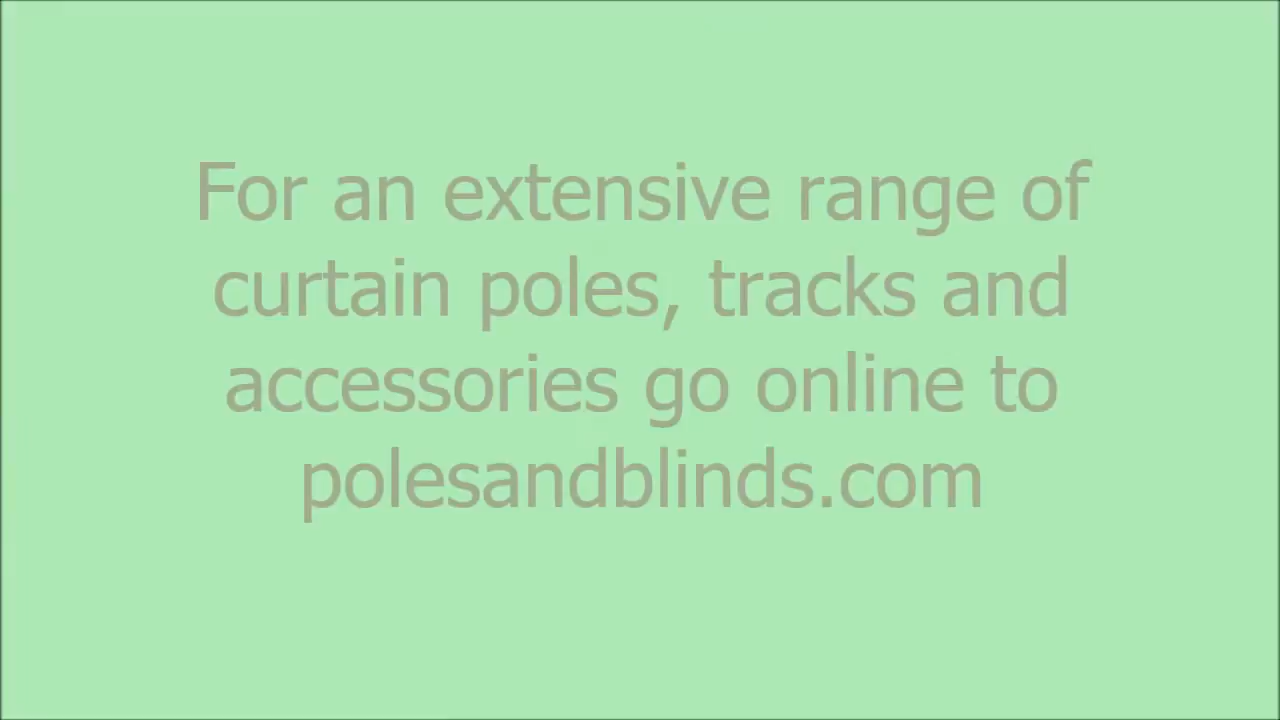 For an extensive range of
curtain poles, tracks and
accessories go online to
polesandblinds.com